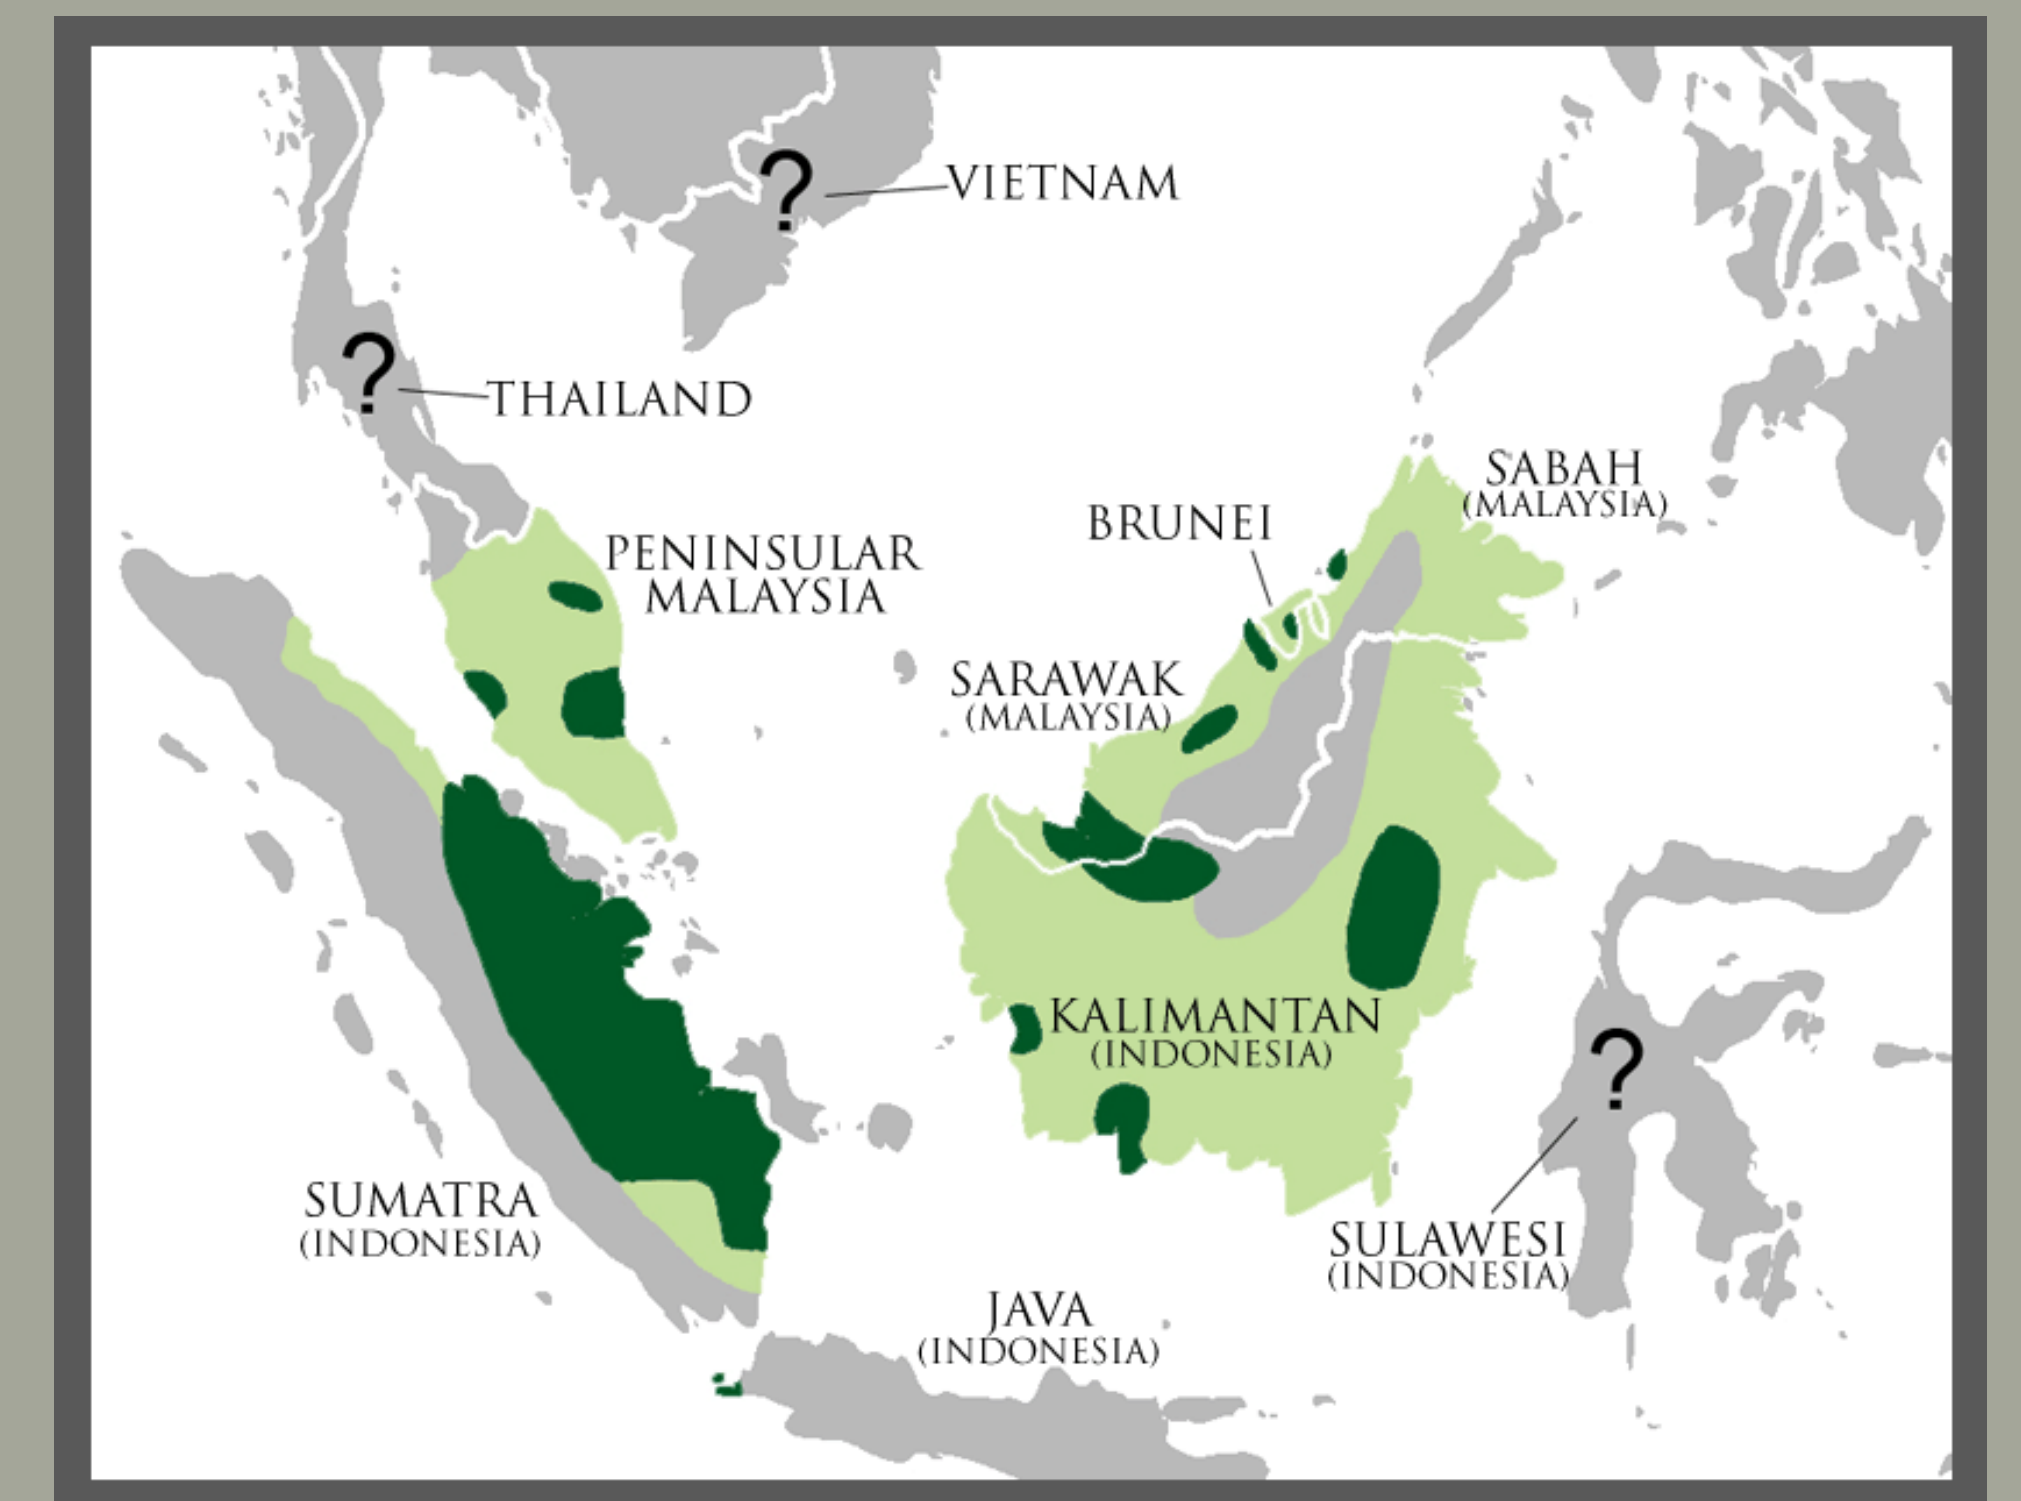 ?
VIETNAM
?
THAILAND
SABAH
(MALAYSIA)
BRUNEI
PENINSULAR
MALAYSIA
SARAWAK
(MALAYSIA)
KALIMANTAN
(INDONESIA)
?
SUMATRA
(INDONESIA)
SULAWESI
(INDONESIA)
JAVA
(INDONESIA)